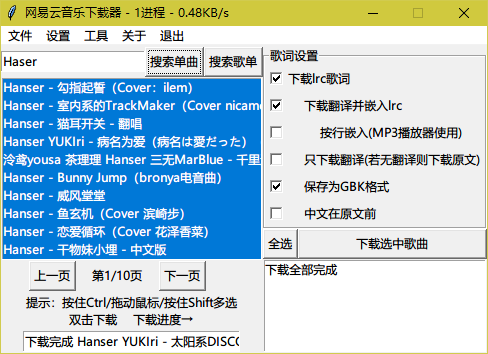 网易云音乐下载器 - 1进程 - 0.48KB/s
文件 设置 工具 关于 退出
Haser 搜索单曲 搜索歌单
Hanser - 勾指起誓（Cover：ilem）
Hanser - 室内系的TrackMaker（Cover nicame
Hanser - 猫耳开关 - 翻唱
Hanser YUKIri - 病名为爱（病名は愛だった）
泠鸢yousa 茶理理 Hanser 三无MarBlue - 千里
Hanser - Bunny Jump（bronya电音曲）
Hanser - 威风堂堂
Hanser - 鱼玄机（Cover 滨崎步）
Hanser - 恋爱循环（Cover 花泽香菜）
Hanser - 干物妹小埋 - 中文版
上一页 第1/10页 下一页
提示：按住Ctrl/拖动鼠标/按住Shift多选
双击下载 下载进度→
下载完成 Hanser YUKIri - 太阳系DISCO
歌词设置
下载lrc歌词
下载翻译并嵌入lrc
按行嵌入(MP3播放器使用)
只下载翻译(若无翻译则下载原文)
保存为GBK格式
中文在原文前
全选 下载选中歌曲
下载全部完成